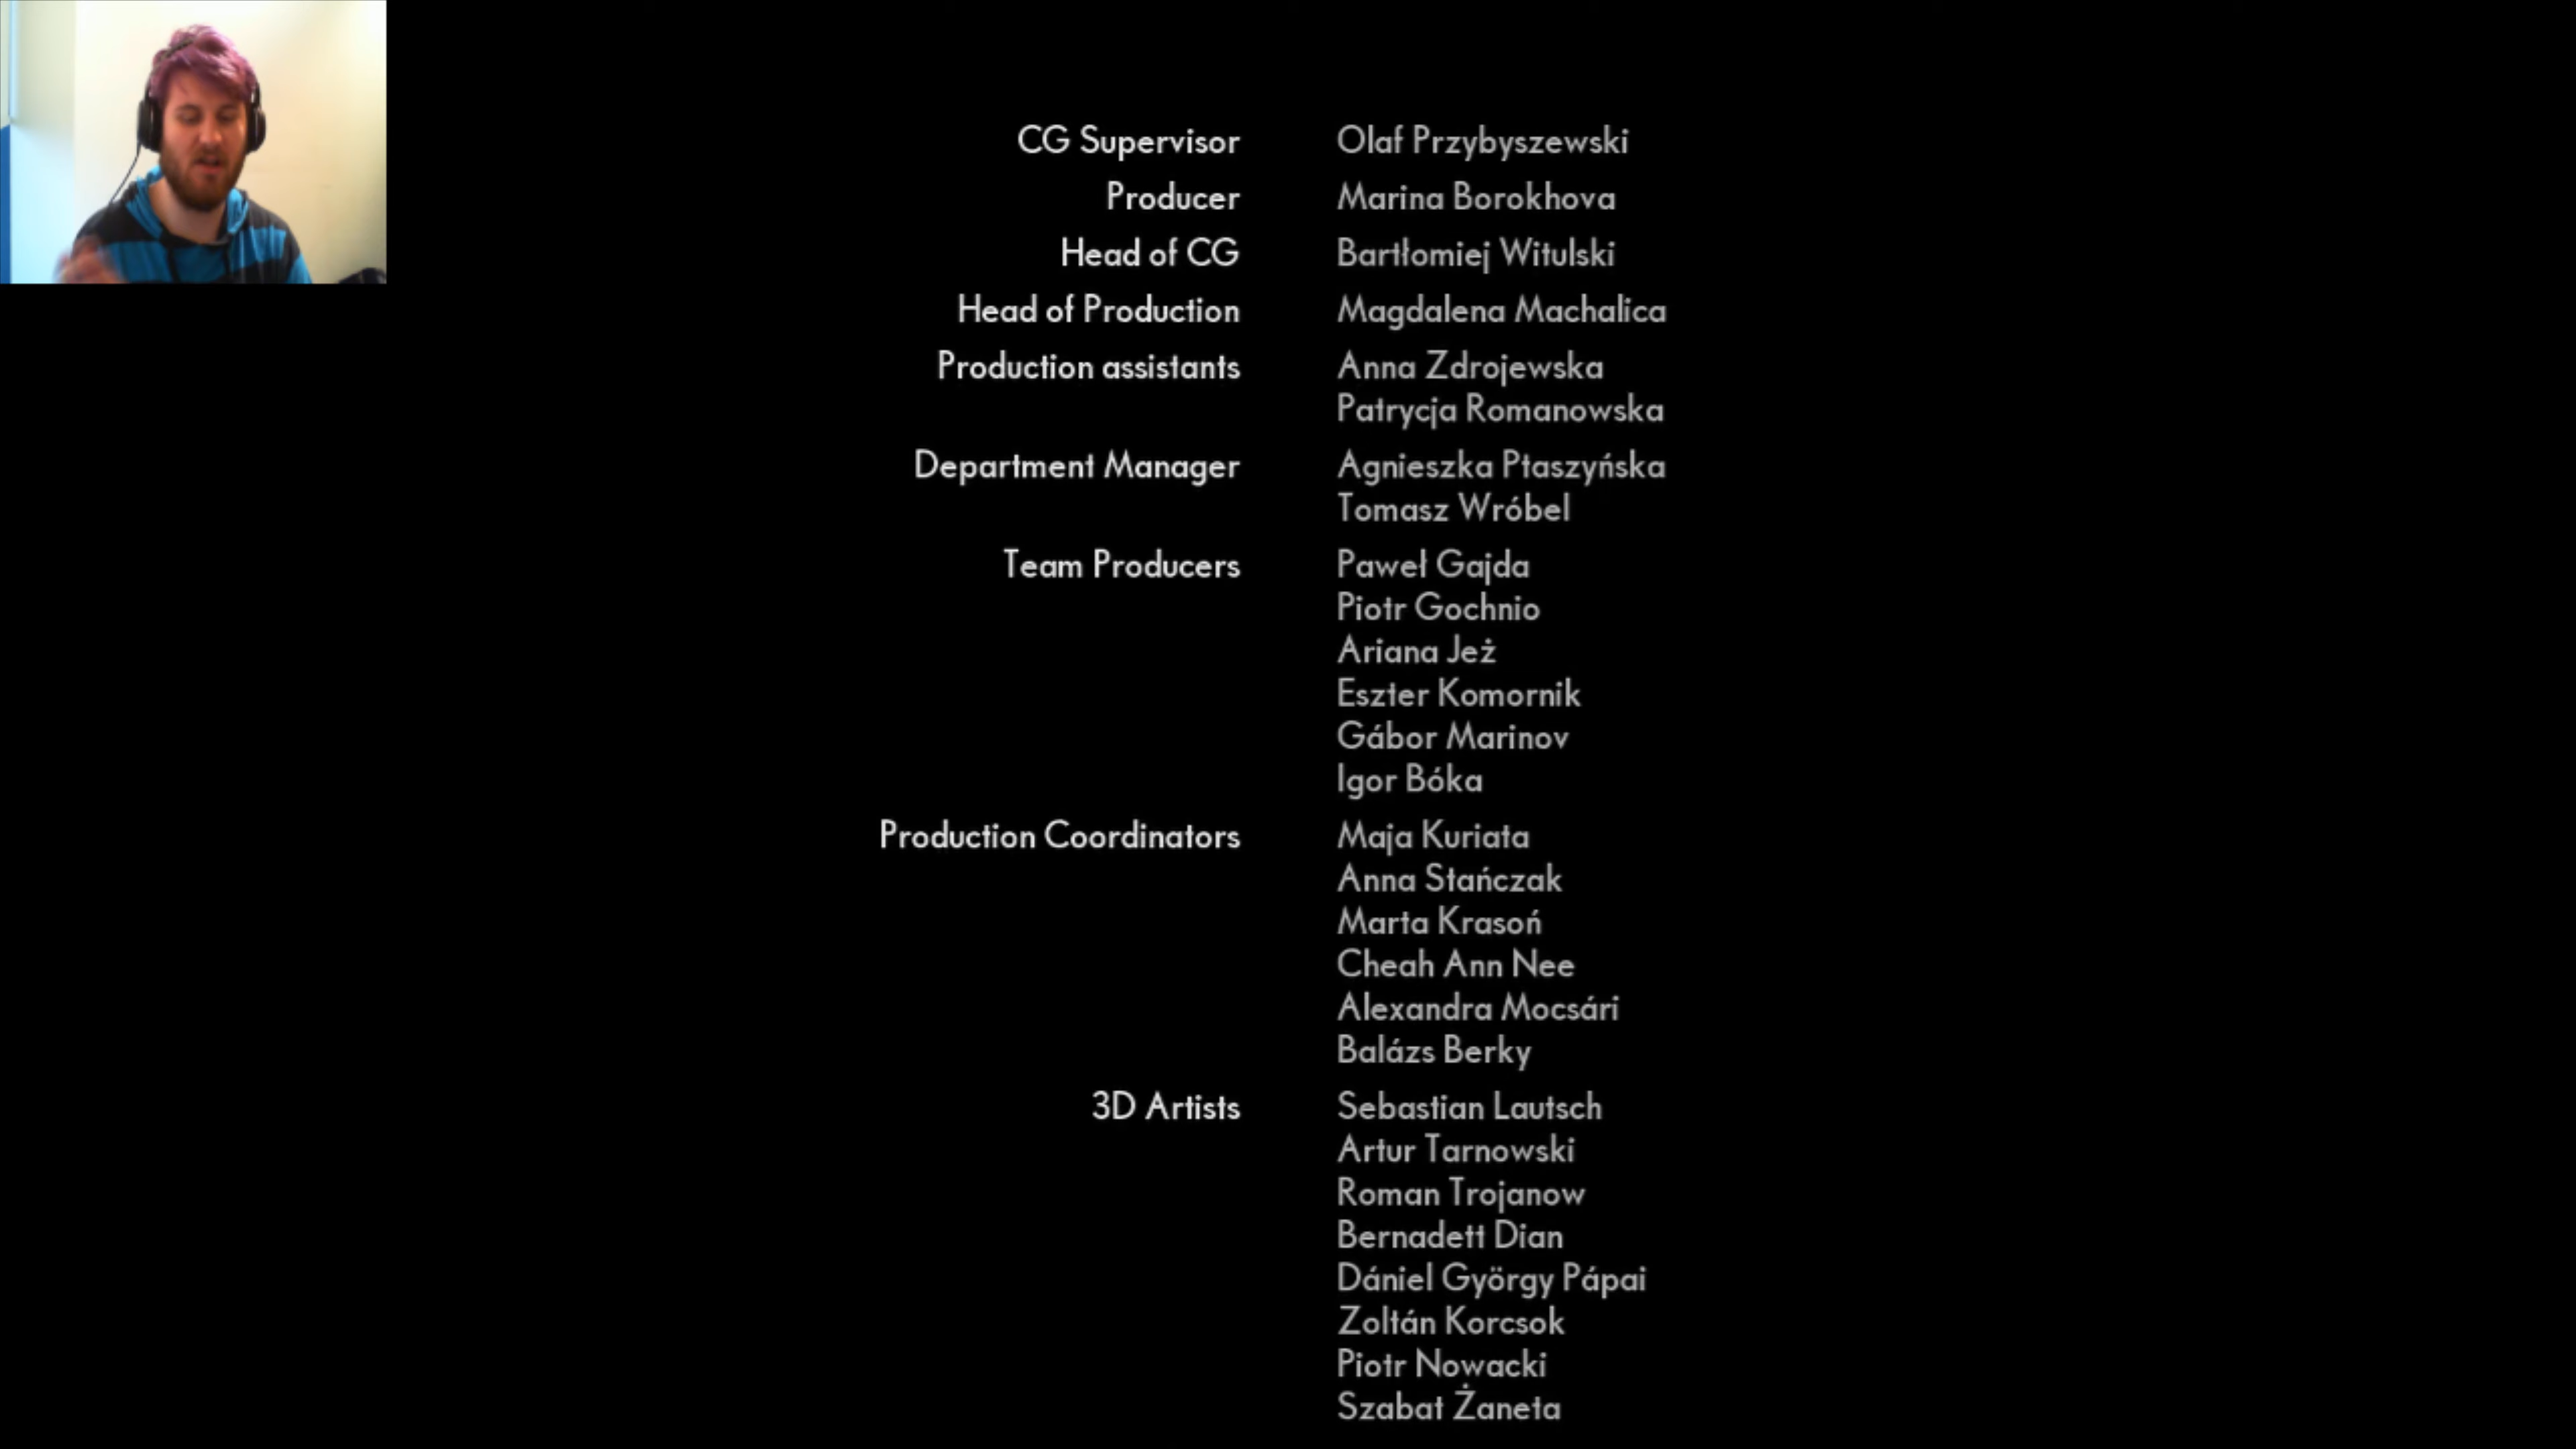 CG Supervisor Olaf Przybyszewski
Producer Marina Borokhova
Head of CG Bartłomiej Witulski
Head of Production Magdalena Machalica
Production assistants Anna Zdrojewska
Patrycja Romanowska
Department Manager Agnieszka Ptaszyńska
Tomasz Wróbel
Team Producers Paweł Gajda
Piotr Gochnio
Ariana Jeż
Eszter Komornik
Gábor Marinov
Igor Bóka
Production Coordinators Maja Kuriata
Anna Stańczak
Marta Krasoń
Cheah Ann Nee
Alexandra Mocsári
Balázs Berky
3D Artists Sebastian Lautsch
Artur Tarnowski
Roman Trojanow
Bernadett Dian
Dániel György Pápai
Zoltán Korcsok
Piotr Nowacki
Szabat Żaneta